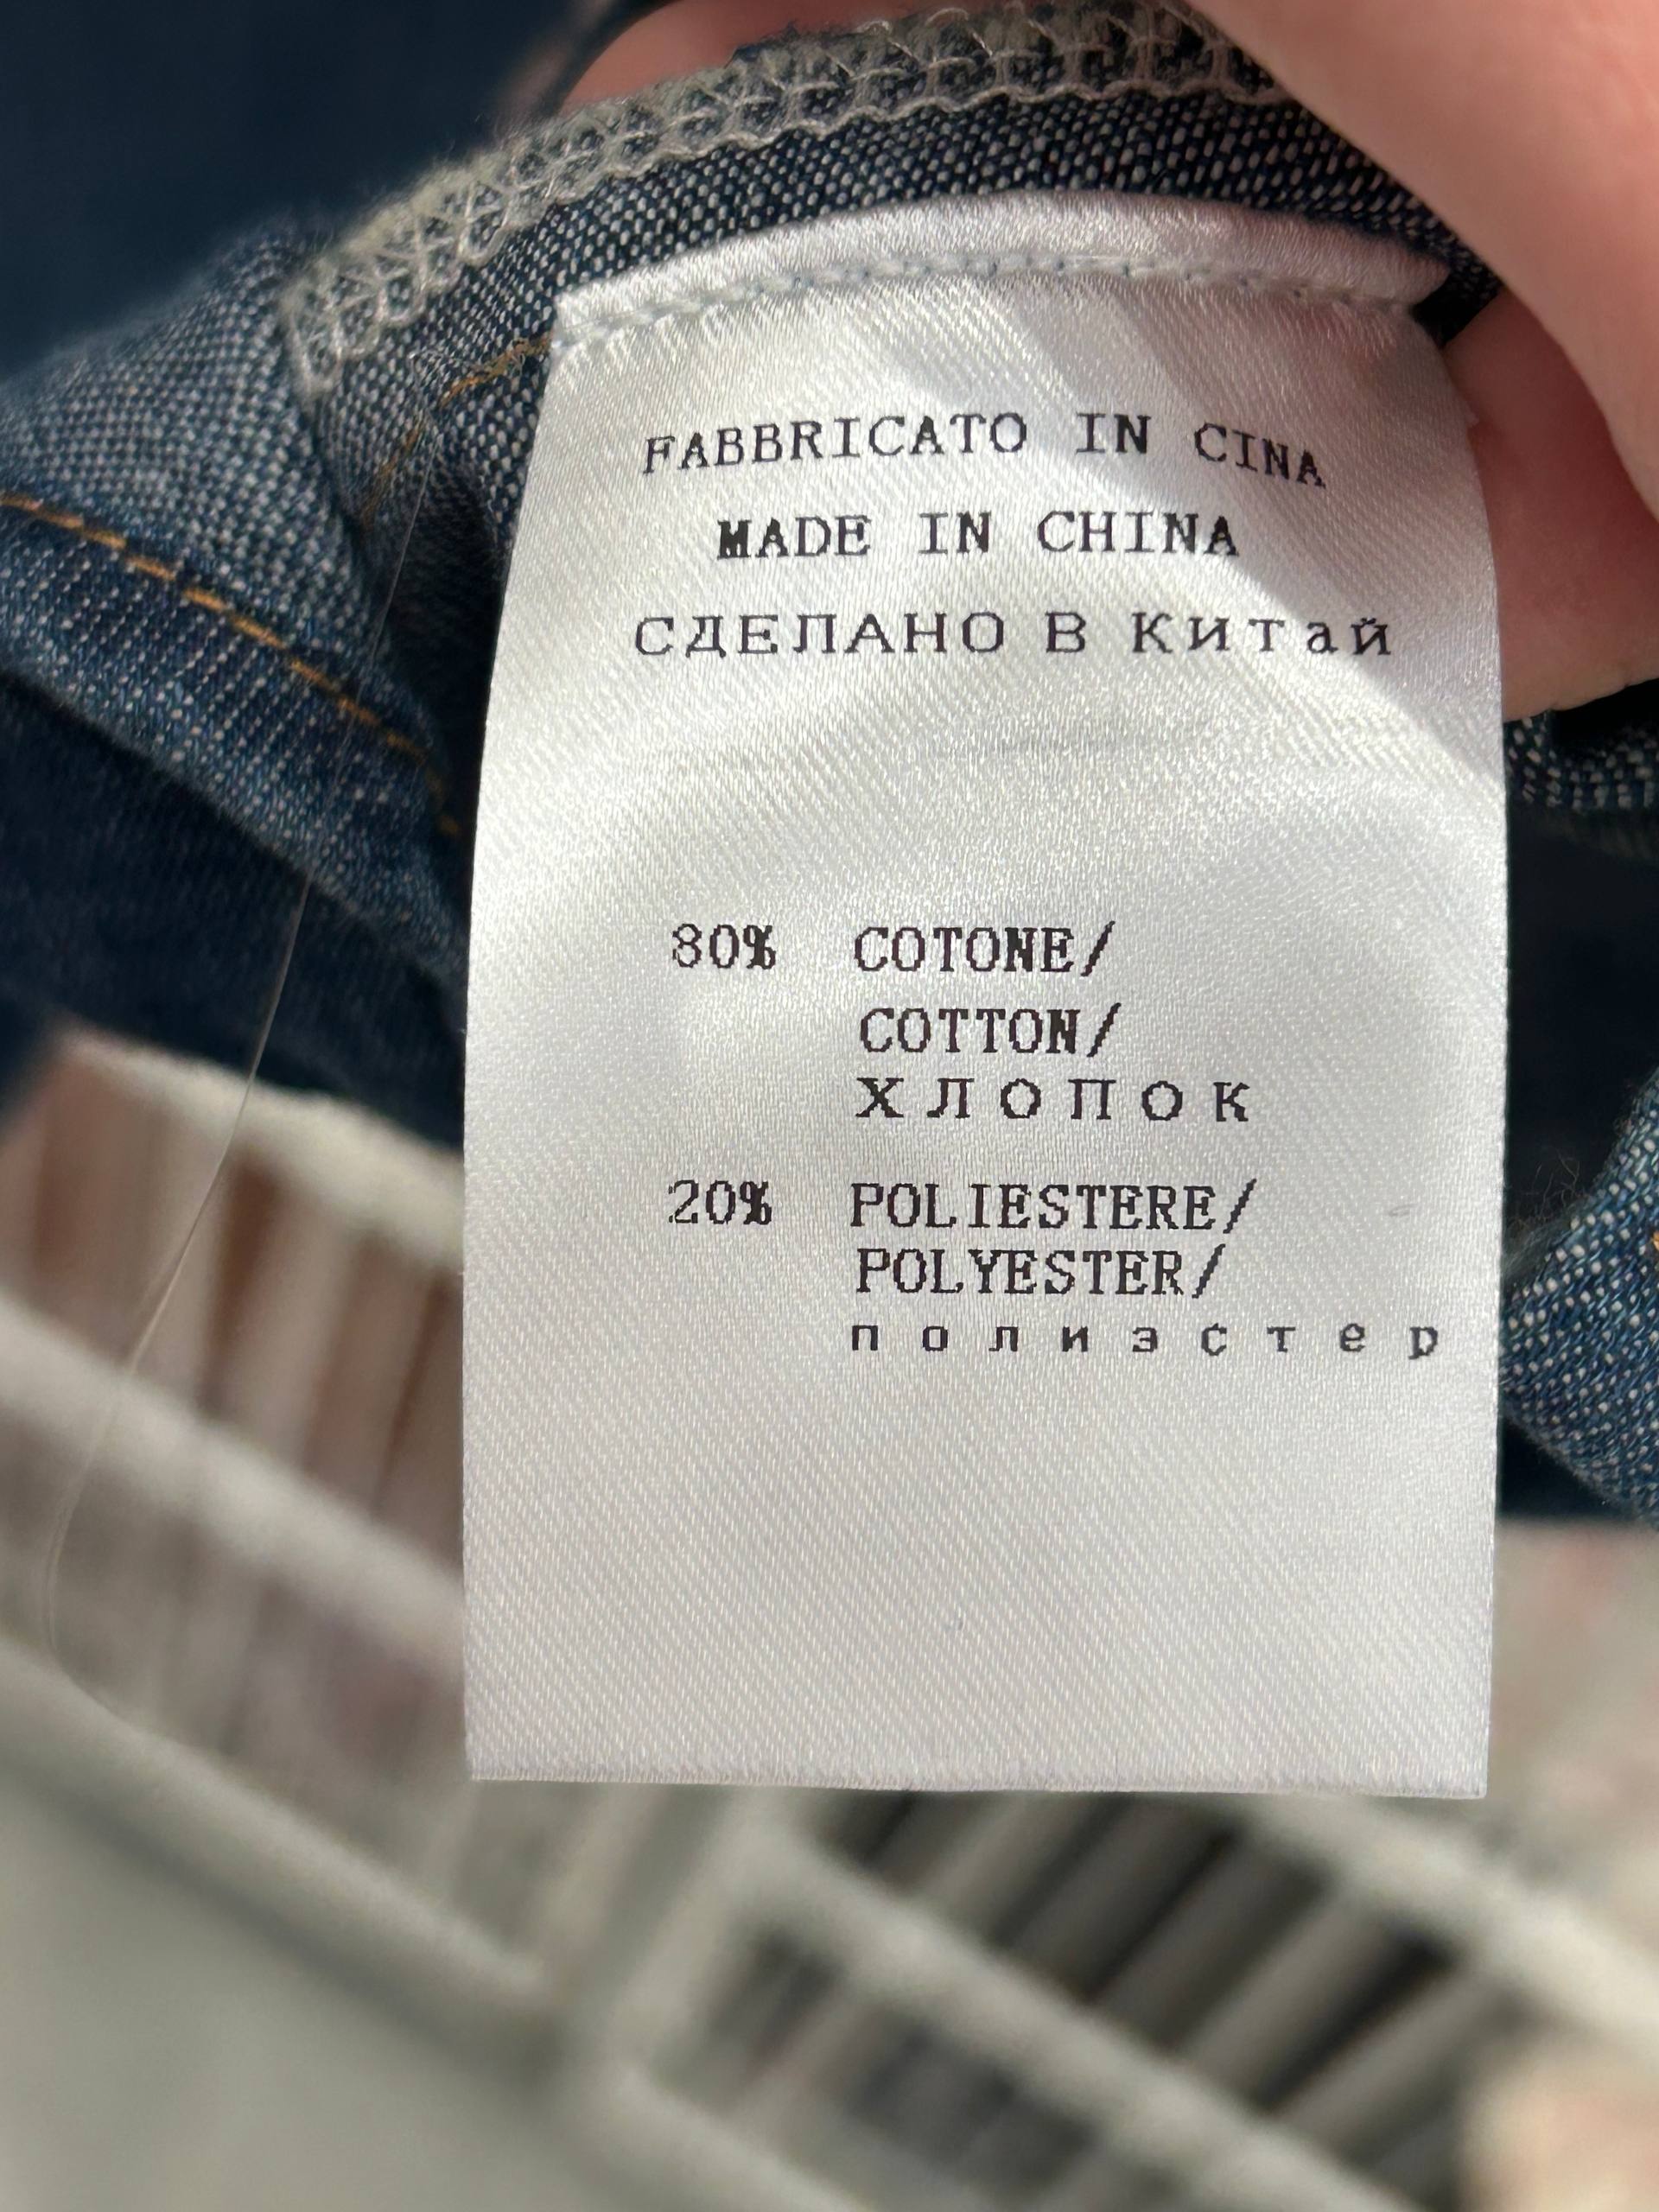 FABBRICATO IN CINA
MADE IN CHINA
СДЕЛАНО В Китай
80% COTONE/
COTTON/
ХЛОПОК
20% POLIESTERE/
POLYESTER/
полиэстер